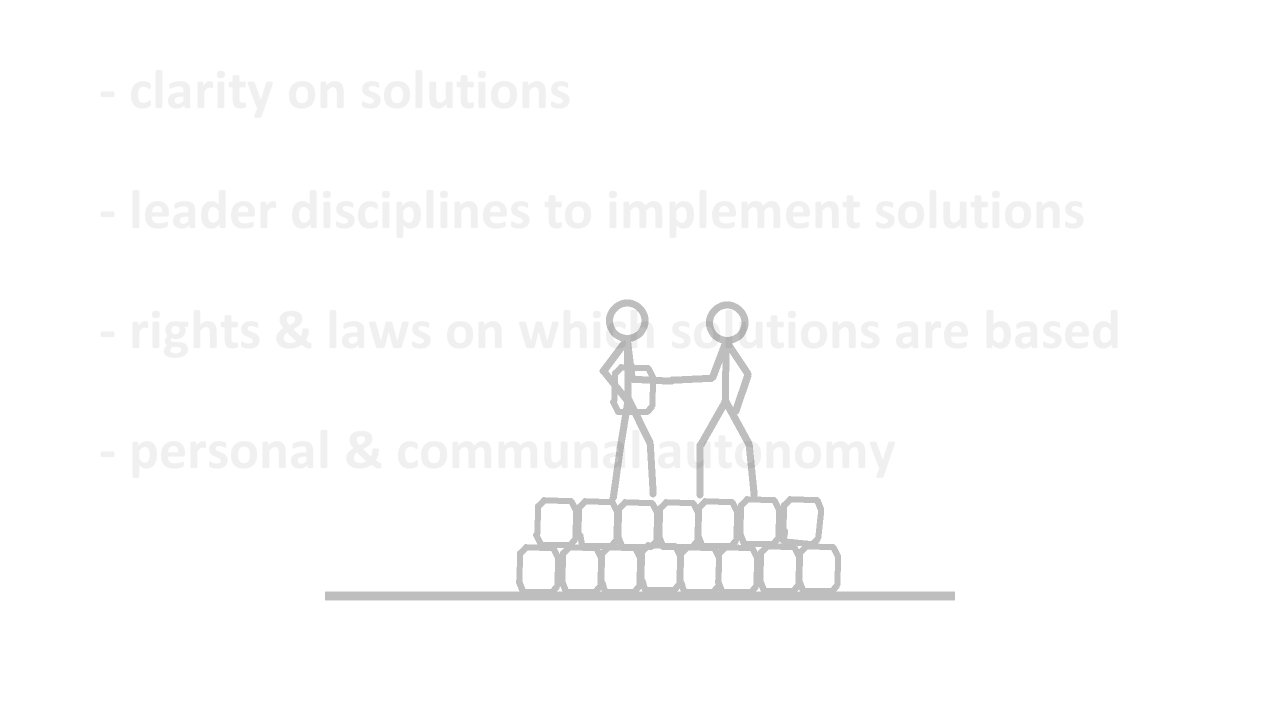 - clarity on solutions
- leader disciplines to implement solutions
- rights & laws on which solutions are based
- personal & communal autonomy